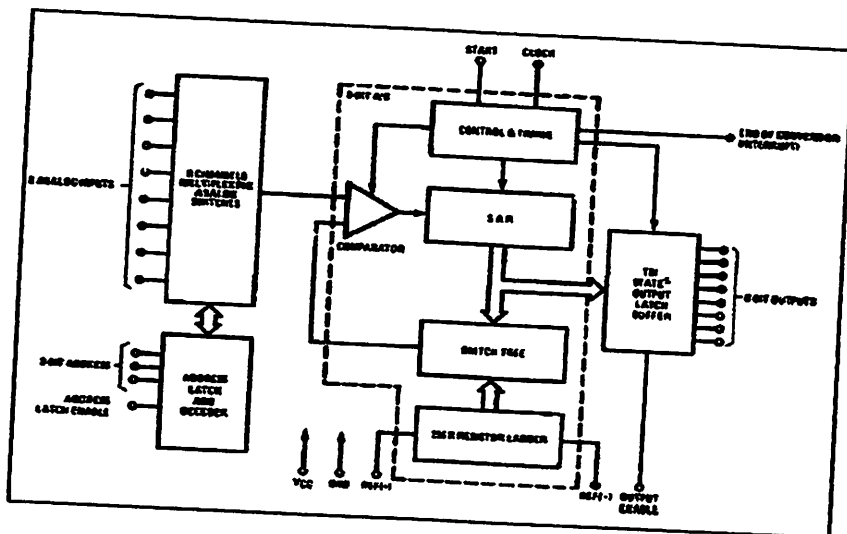 START CLOCK
8-BIT A/D
CONTROL & TIMING
END OF CONVERSION
(INTERRUPT)
8 ANALOG INPUTS
8 CHANNELS
MULTIPLEXING
ANALOG
SWITCHES
S A R
COMPARATOR
TRI
STATE®
OUTPUT
LATCH
BUFFER
8-BIT OUTPUTS
SWITCH TREE
3-BIT ADDRESS
ADDRESS
LATCH ENABLE
ADDRESS
LATCH
AND
DECODER
256 R RESISTOR LADDER
VCC GND REF(+) REF(-) OUTPUT
ENABLE